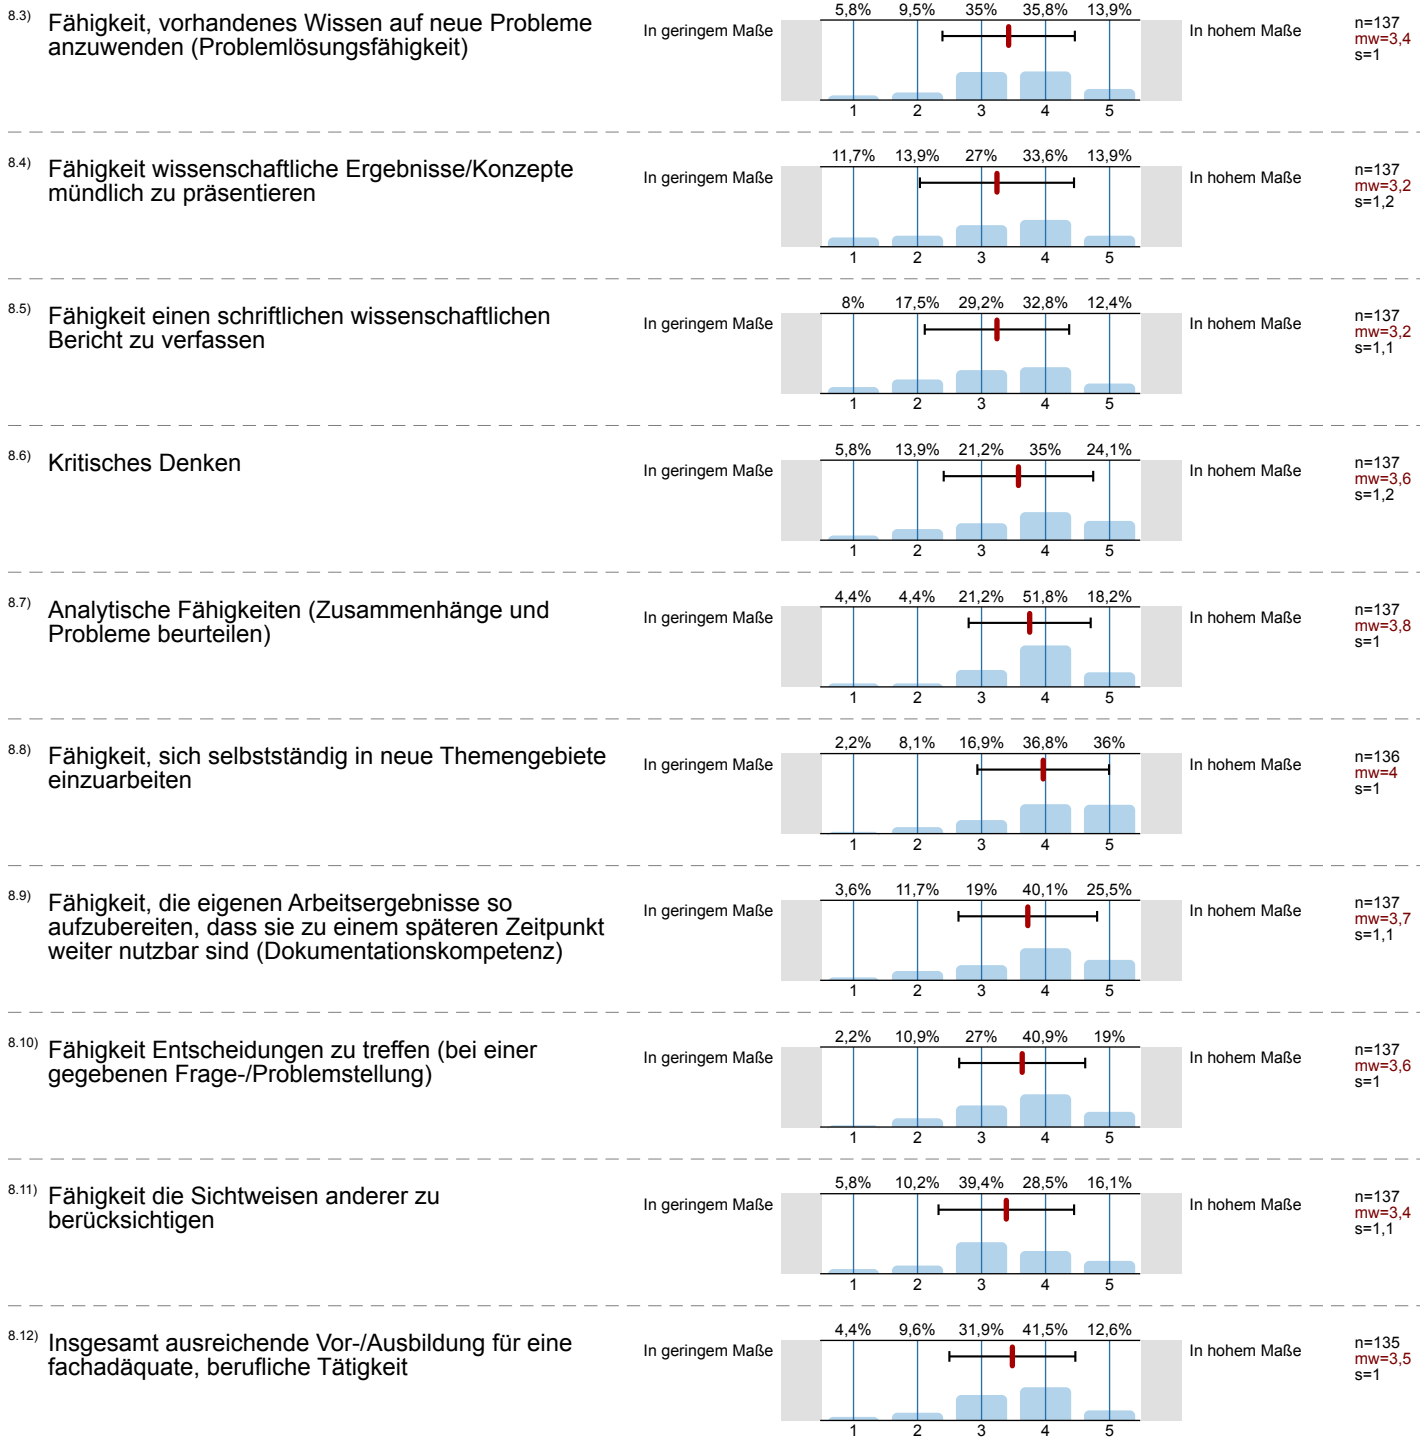 8.3) Fähigkeit, vorhandenes Wissen auf neue Probleme
anzuwenden (Problemlösungsfähigkeit)
In geringem Maße
5,8% 9,5% 35% 35,8% 13,9%
1 2 3 4 5
In hohem Maße
n=137
mw=3,4
s=1
8.4) Fähigkeit wissenschaftliche Ergebnisse/Konzepte
mündlich zu präsentieren
In geringem Maße
11,7% 13,9% 27% 33,6% 13,9%
1 2 3 4 5
In hohem Maße
n=137
mw=3,2
s=1,2
8.5) Fähigkeit einen schriftlichen wissenschaftlichen
Bericht zu verfassen
In geringem Maße
8% 17,5% 29,2% 32,8% 12,4%
1 2 3 4 5
In hohem Maße
n=137
mw=3,2
s=1,1
8.6) Kritisches Denken
In geringem Maße
5,8% 13,9% 21,2% 35% 24,1%
1 2 3 4 5
In hohem Maße
n=137
mw=3,6
s=1,2
8.7) Analytische Fähigkeiten (Zusammenhänge und
Probleme beurteilen)
In geringem Maße
4,4% 4,4% 21,2% 51,8% 18,2%
1 2 3 4 5
In hohem Maße
n=137
mw=3,8
s=1
8.8) Fähigkeit, sich selbstständig in neue Themengebiete
einzuarbeiten
In geringem Maße
2,2% 8,1% 16,9% 36,8% 36%
1 2 3 4 5
In hohem Maße
n=136
mw=4
s=1
8.9) Fähigkeit, die eigenen Arbeitsergebnisse so
aufzubereiten, dass sie zu einem späteren Zeitpunkt
weiter nutzbar sind (Dokumentationskompetenz)
In geringem Maße
3,6% 11,7% 19% 40,1% 25,5%
1 2 3 4 5
In hohem Maße
n=137
mw=3,7
s=1,1
8.10) Fähigkeit Entscheidungen zu treffen (bei einer
gegebenen Frage-/Problemstellung)
In geringem Maße
2,2% 10,9% 27% 40,9% 19%
1 2 3 4 5
In hohem Maße
n=137
mw=3,6
s=1
8.11) Fähigkeit die Sichtweisen anderer zu
berücksichtigen
In geringem Maße
5,8% 10,2% 39,4% 28,5% 16,1%
1 2 3 4 5
In hohem Maße
n=137
mw=3,4
s=1,1
8.12) Insgesamt ausreichende Vor-/Ausbildung für eine
fachadäquate, berufliche Tätigkeit
In geringem Maße
4,4% 9,6% 31,9% 41,5% 12,6%
1 2 3 4 5
In hohem Maße
n=135
mw=3,5
s=1